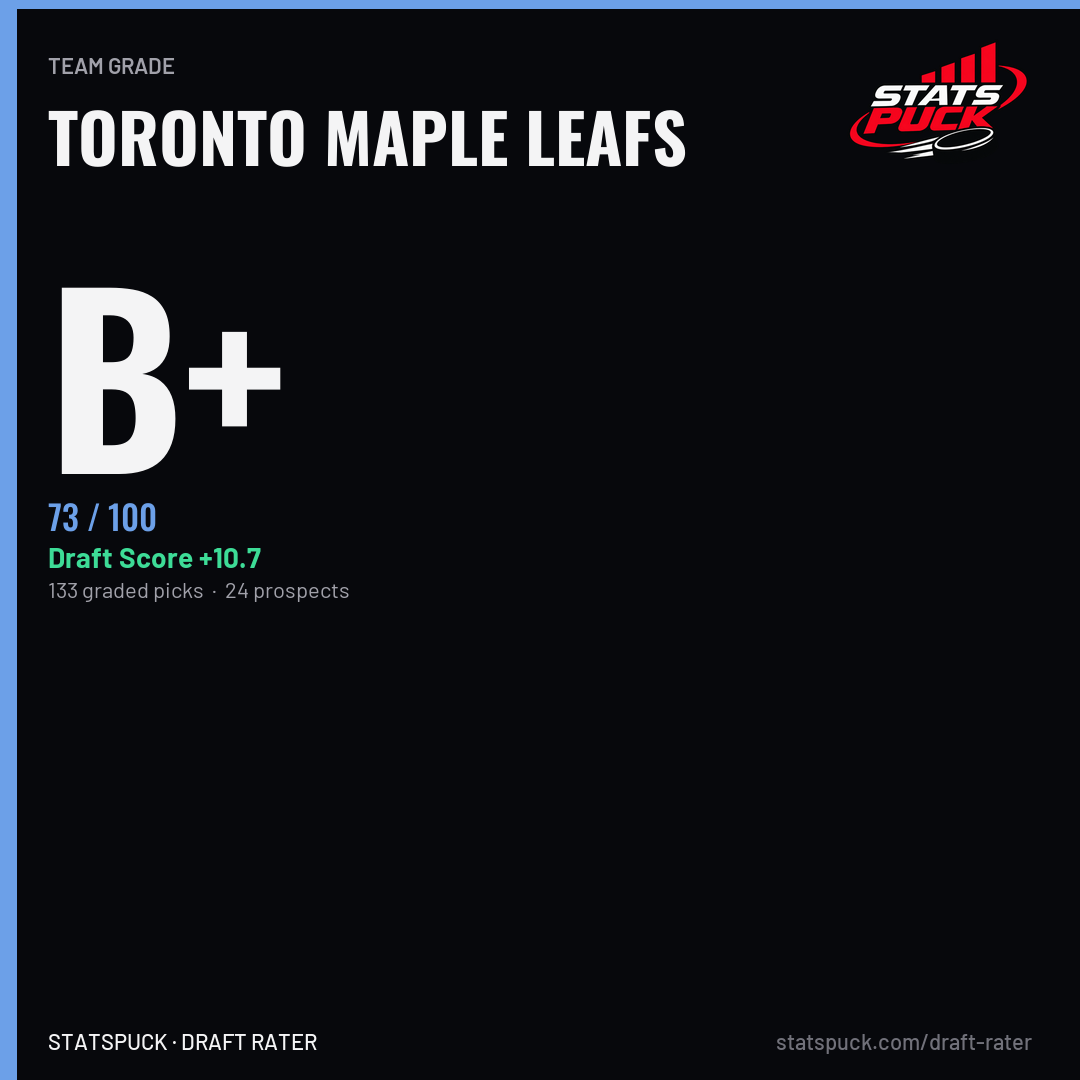 TEAM GRADE
TORONTO MAPLE LEAFS
STATS
PUCK
B+
73 / 100
Draft Score +10.7
133 graded picks · 24 prospects
STATSPUCK · DRAFT RATER
statspuck.com/draft-rater